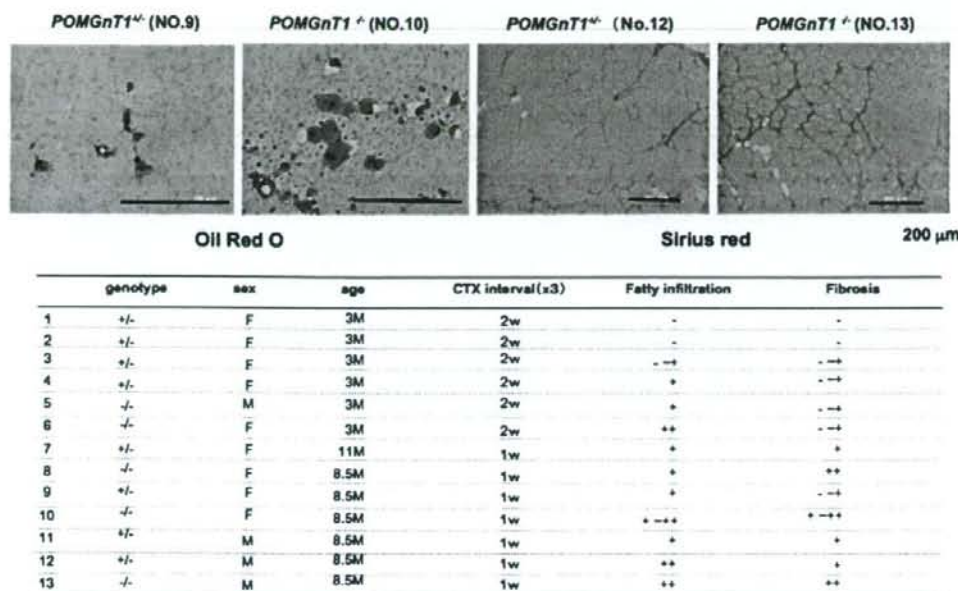 POMGnT1+/- (NO.9) POMGnT1 -/- (NO.10) POMGnT1+/- (No.12) POMGnT1 -/- (NO.13)
Oil Red O Sirius red 200 μm
genotype sex age CTX interval(x3) Fatty infiltration Fibrosis
1 +/- F 3M 2w - -
2 +/- F 3M 2w - -
3 +/- F 3M 2w - -+ - -+
4 +/- F 3M 2w + - -+
5 -/- M 3M 2w + - -+
6 -/- F 3M 2w ++ - -+
7 +/- F 11M 1w + +
8 -/- F 8.5M 1w + ++
9 +/- F 8.5M 1w + - -+
10 -/- F 8.5M 1w + -++ + -++
11 +/- M 8.5M 1w + +
12 +/- M 8.5M 1w ++ +
13 -/- M 8.5M 1w ++ ++